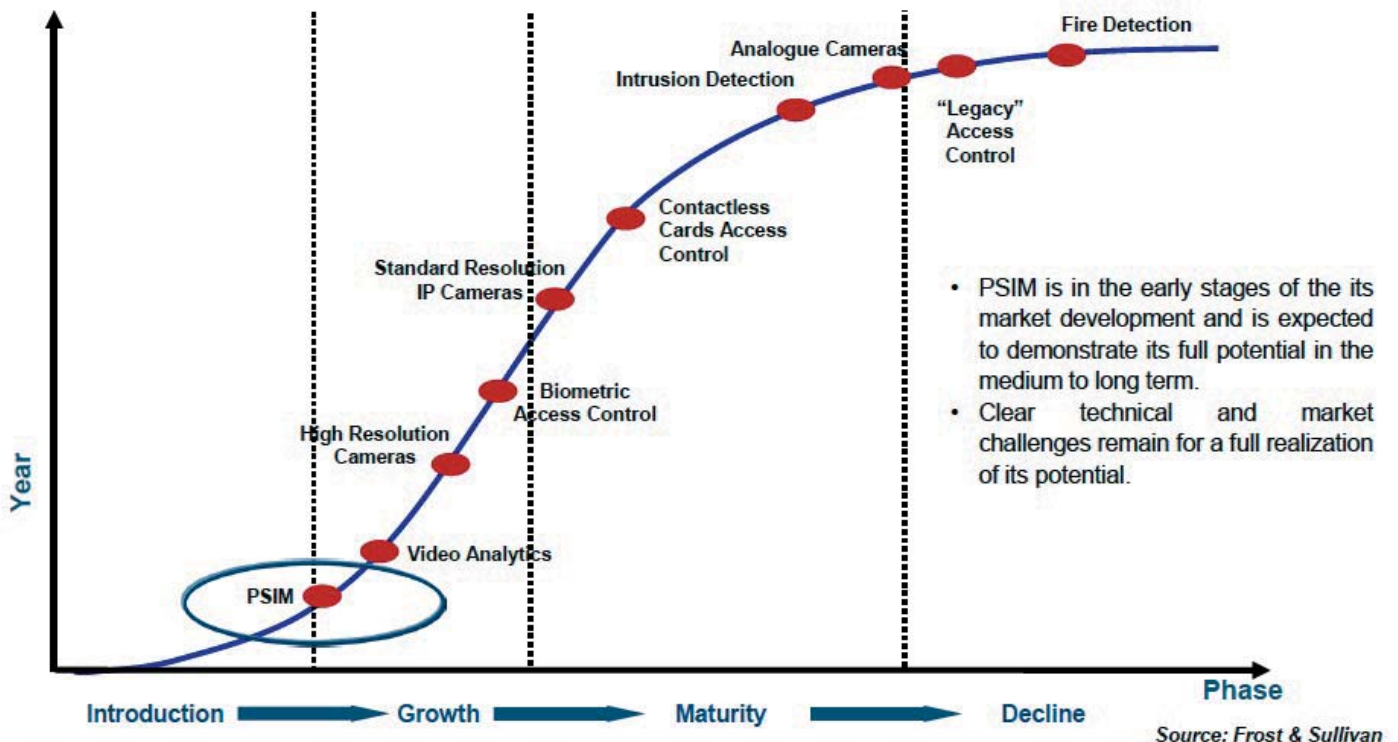 Fire Detection
Analogue Cameras
Intrusion Detection
“Legacy”
Access
Control
Contactless
Cards Access
Control
Standard Resolution
IP Cameras
• PSIM is in the early stages of the its
market development and is expected
to demonstrate its full potential in the
medium to long term.
• Clear technical and market
challenges remain for a full realization
of its potential.
Biometric
Access Control
High Resolution
Cameras
Year
Video Analytics
PSIM
Phase
Introduction Growth Maturity Decline
Source: Frost & Sullivan